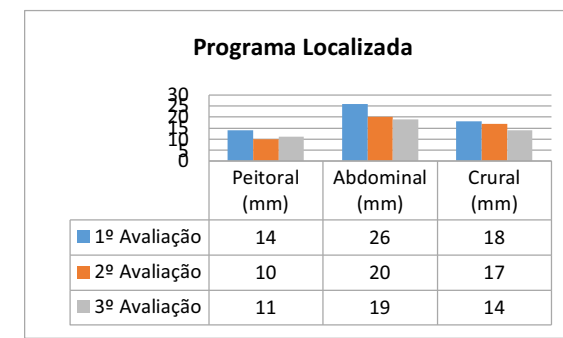 Programa Localizada
30
25
20
15
10
5
0
Peitoral (mm) Abdominal (mm) Crural (mm)
1º Avaliação 14 26 18
2º Avaliação 10 20 17
3º Avaliação 11 19 14